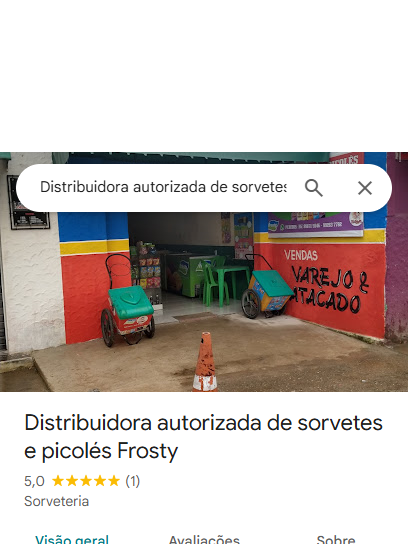 Distribuidora autorizada de sorvetes
VENDAS
VAREJO &
ATACADO
Distribuidora autorizada de sorvetes
e picolés Frosty
5,0 (1)
Sorveteria
Visão geral Avaliações Sobre